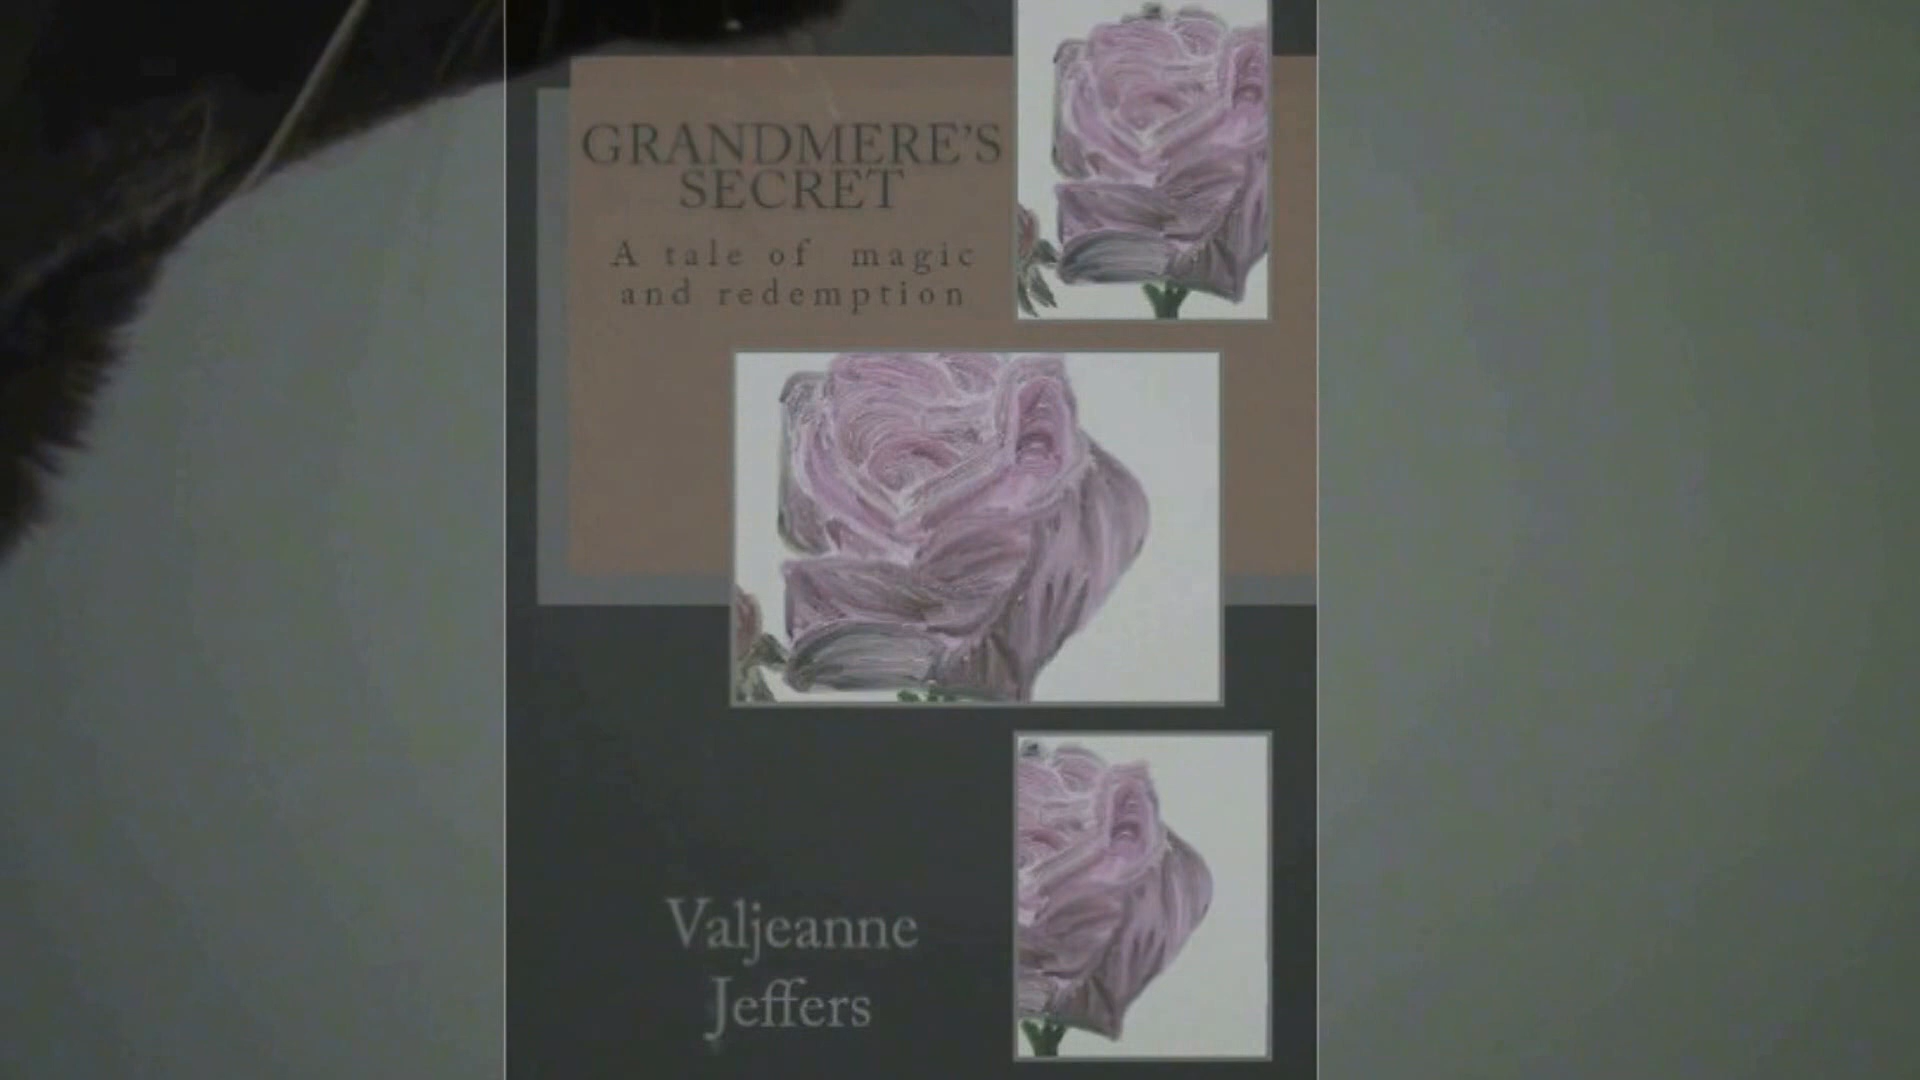 GRANDMERE'S
SECRET
A tale of magic
and redemption
Valjeanne
Jeffers